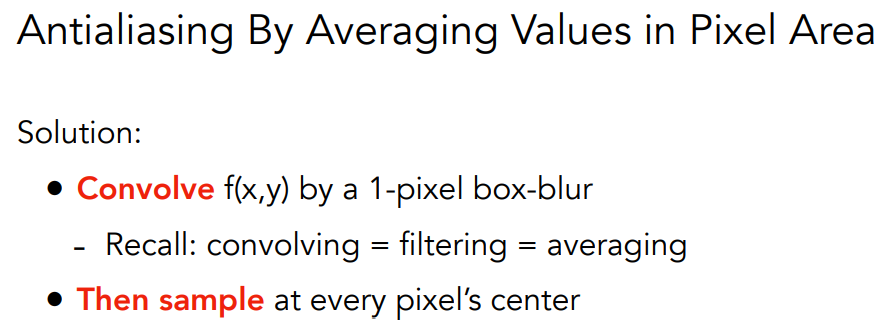 Antialiasing By Averaging Values in Pixel Area
Solution:
• Convolve f(x,y) by a 1-pixel box-blur
- Recall: convolving = filtering = averaging
• Then sample at every pixel’s center